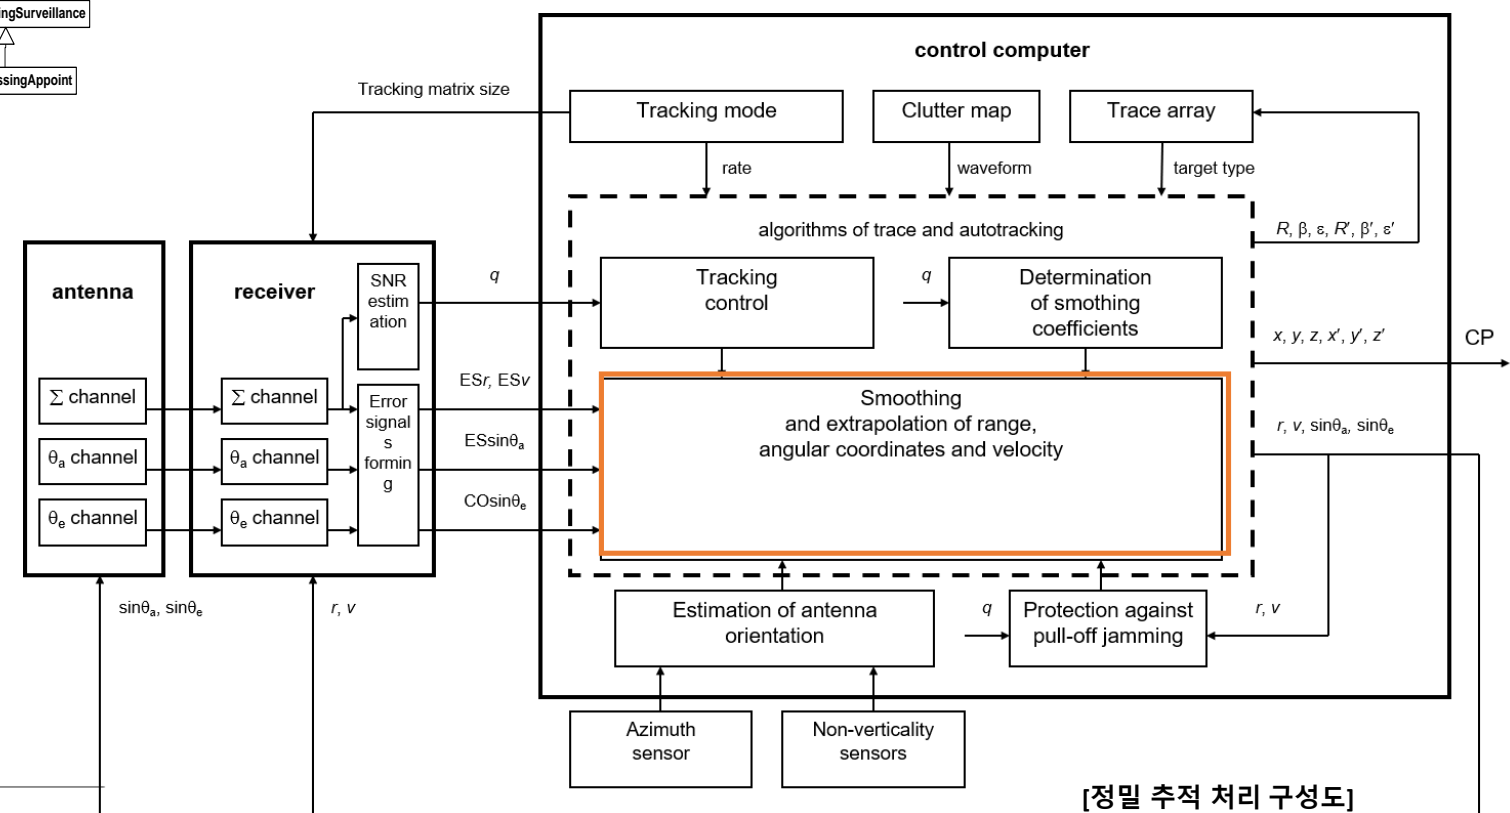 ingSurveillance
ssingAppoint
control computer
Tracking matrix size
Tracking mode
Clutter map
Trace array
rate
waveform
target type
algorithms of trace and autotracking
R, β, ε, R′, β′, ε′
antenna
receiver
SNR
estim
ation
q
Tracking
control
q
Determination
of smothing
coefficients
x, y, z, x′, y′, z′
CP
Σ channel
Σ channel
Error
signal
s
formin
g
ESr, ESv
Smoothing
and extrapolation of range,
angular coordinates and velocity
r, v, sinθa, sinθe
θa channel
θa channel
ESsinθa
θe channel
θe channel
COsinθe
sinθa, sinθe
r, v
Estimation of antenna
orientation
q
Protection against
pull-off jamming
r, v
Azimuth
sensor
Non-verticality
sensors
[정밀 추적 처리 구성도]